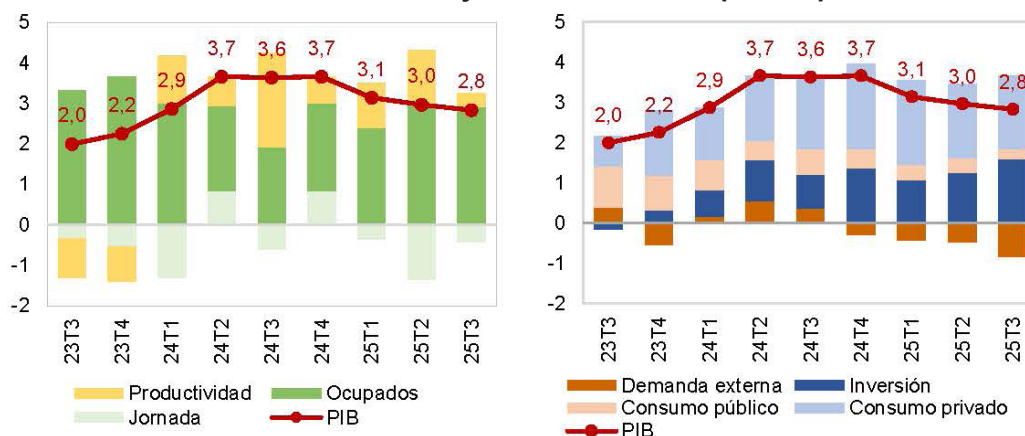 5
4
3
2
1
0
-1
-2
2,0
2,2
2,9
3,7
3,6
3,7
3,1
3,0
2,8
23T3
23T4
24T1
24T2
24T3
24T4
25T1
25T2
25T3
Productividad
Ocupados
Jornada
PIB
5
4
3
2
1
0
-1
-2
2,0
2,2
2,9
3,7
3,6
3,7
3,1
3,0
2,8
23T3
23T4
24T1
24T2
24T3
24T4
25T1
25T2
25T3
Demanda externa
Inversión
Consumo público
Consumo privado
PIB